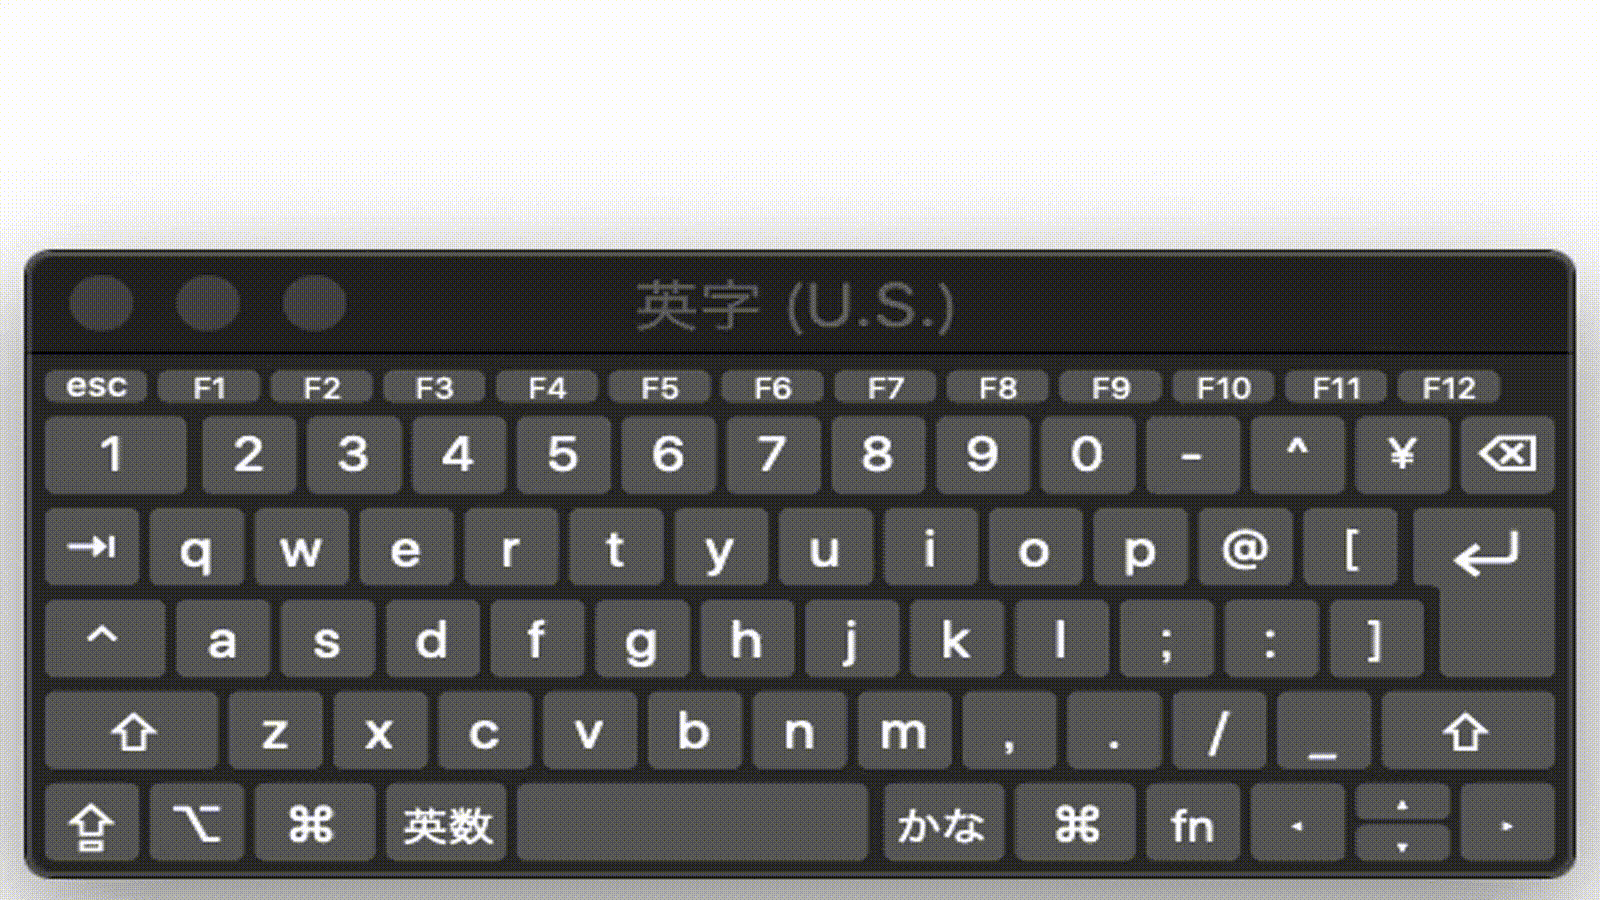 英字 (U.S.)
esc F1 F2 F3 F4 F5 F6 F7 F8 F9 F10 F11 F12
1 2 3 4 5 6 7 8 9 0 - ^ ¥ ⌫
⇥ q w e r t y u i o p @ [ ↩
^ a s d f g h j k l ; : ]
⇧ z x c v b n m , . / _ ⇧
⇪ ⌥ ⌘ 英数 かな ⌘ fn ◂ ▴ ▾ ▸